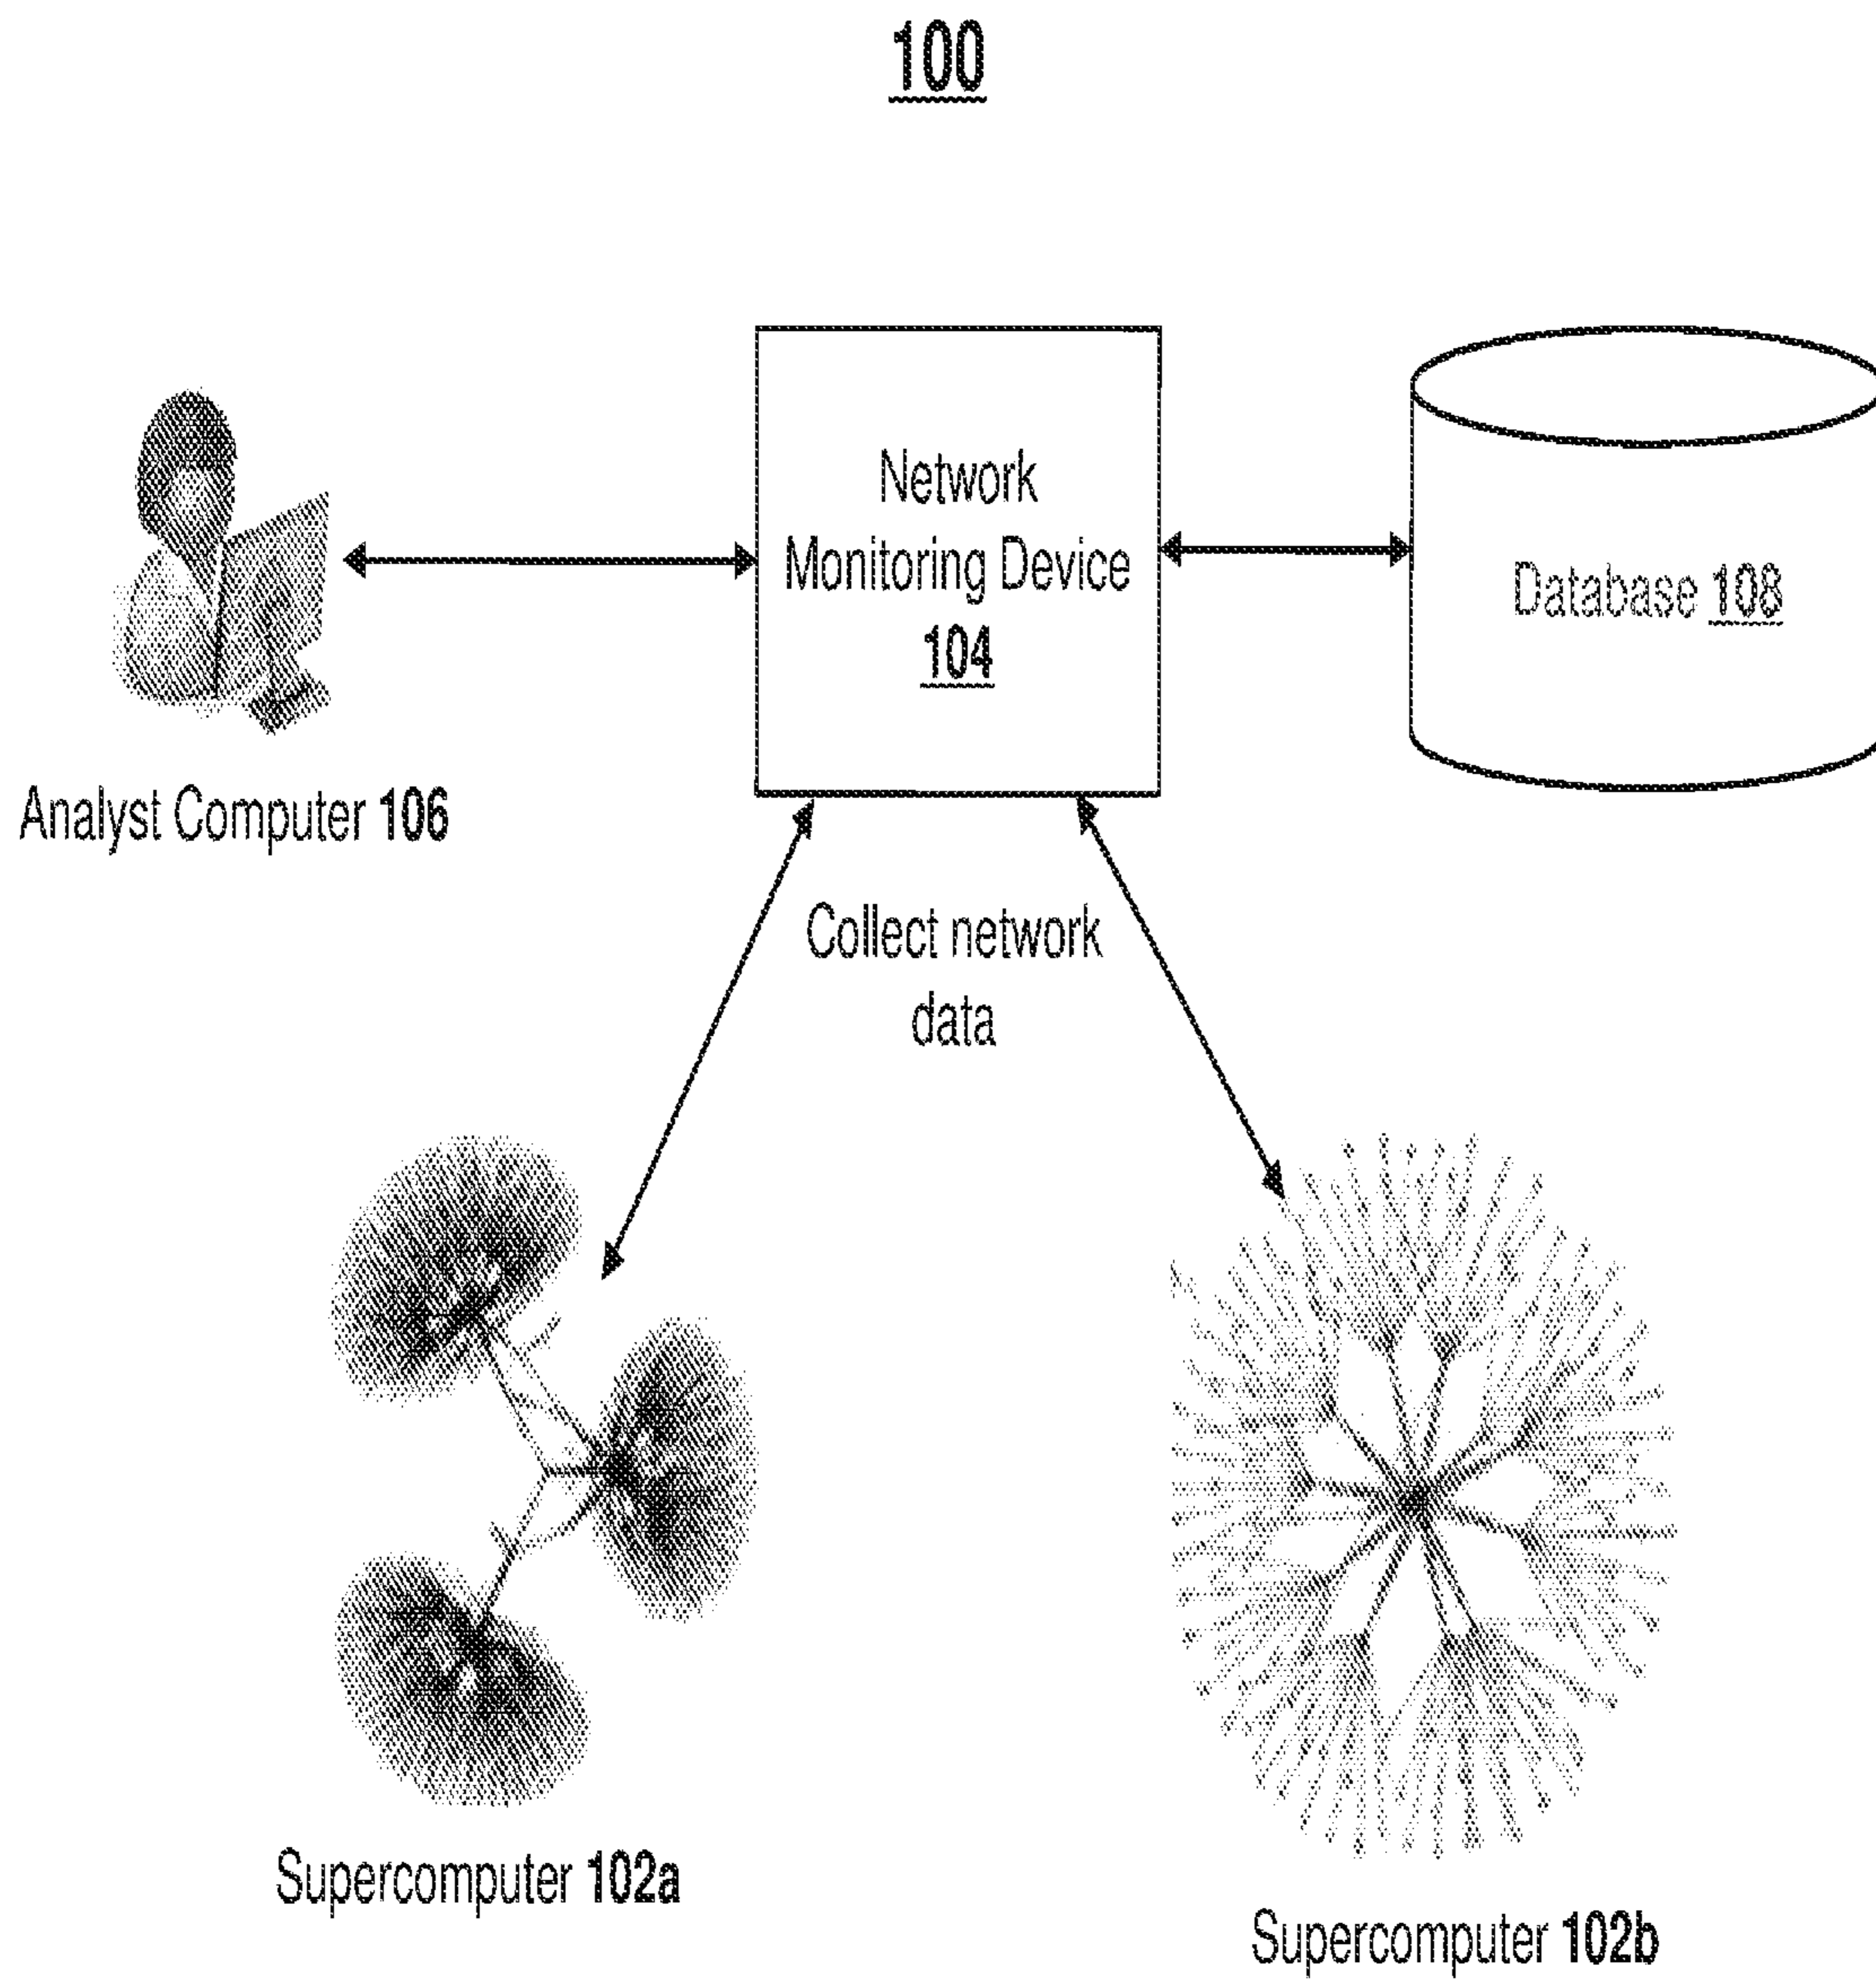 100
Network
Monitoring Device
104
Database 108
Analyst Computer 106
Collect network
data
Supercomputer 102a
Supercomputer 102b